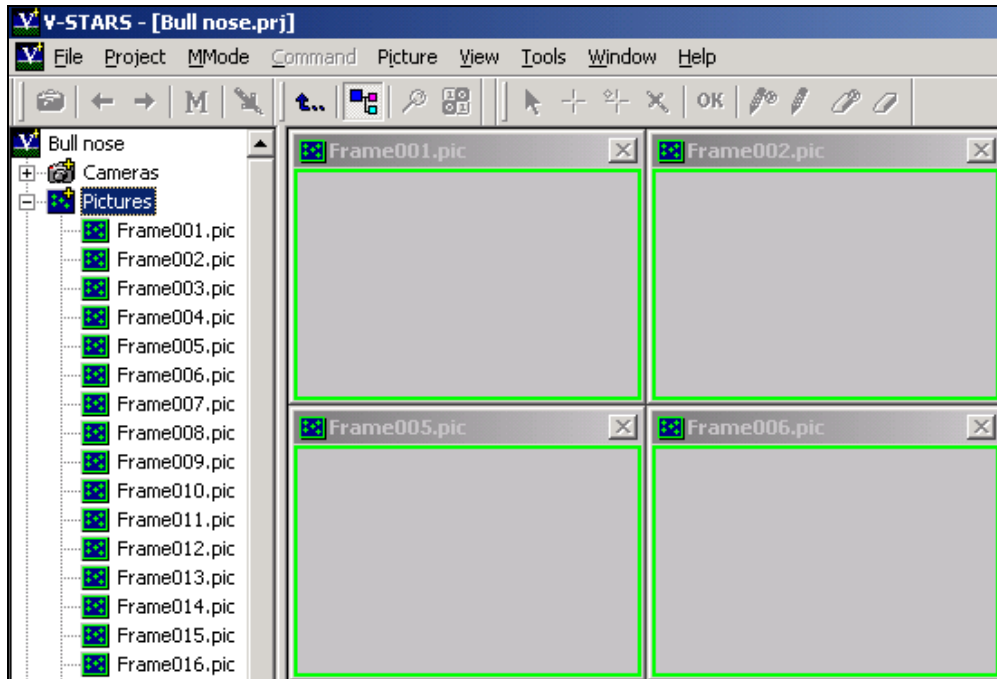 V-STARS - [Bull nose.prj]
File Project MMode Command Picture View Tools Window Help
M t.. OK
Bull nose
Cameras
Pictures
Frame001.pic
Frame002.pic
Frame003.pic
Frame004.pic
Frame005.pic
Frame006.pic
Frame007.pic
Frame008.pic
Frame009.pic
Frame010.pic
Frame011.pic
Frame012.pic
Frame013.pic
Frame014.pic
Frame015.pic
Frame016.pic
Frame001.pic
Frame002.pic
Frame005.pic
Frame006.pic